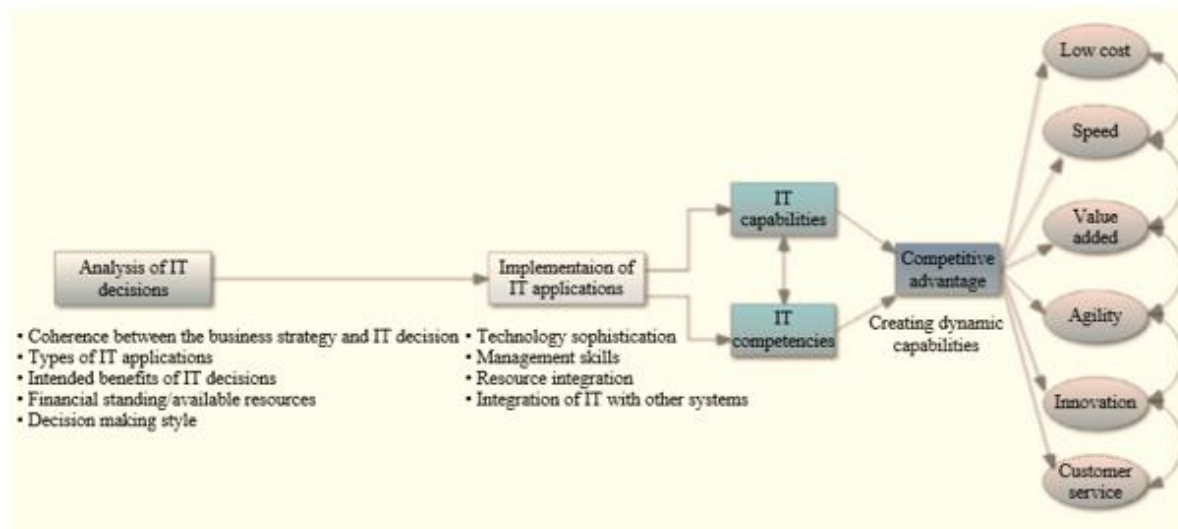 Analysis of IT
decisions
• Coherence between the business strategy and IT decision
• Types of IT applications
• Intended benefits of IT decisions
• Financial standing/available resources
• Decision making style
Implementaion of
IT applications
• Technology sophistication
• Management skills
• Resource integration
• Integration of IT with other systems
IT
capabilities
IT
competencies
Competitive
advantage
Creating dynamic
capabilities
Low cost
Speed
Value
added
Agility
Innovation
Customer
service